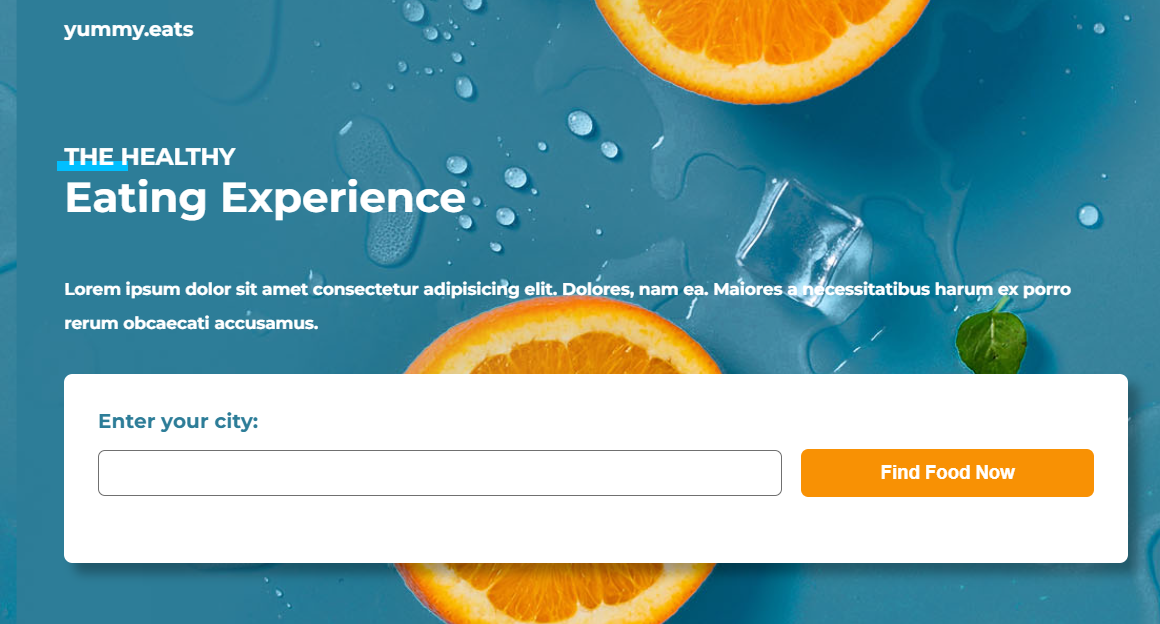 yummy.eats
THE HEALTHY
Eating Experience
Lorem ipsum dolor sit amet consectetur adipisicing elit. Dolores, nam ea. Maiores a necessitatibus harum ex porro
rerum obcaecati accusamus.
Enter your city:
Find Food Now